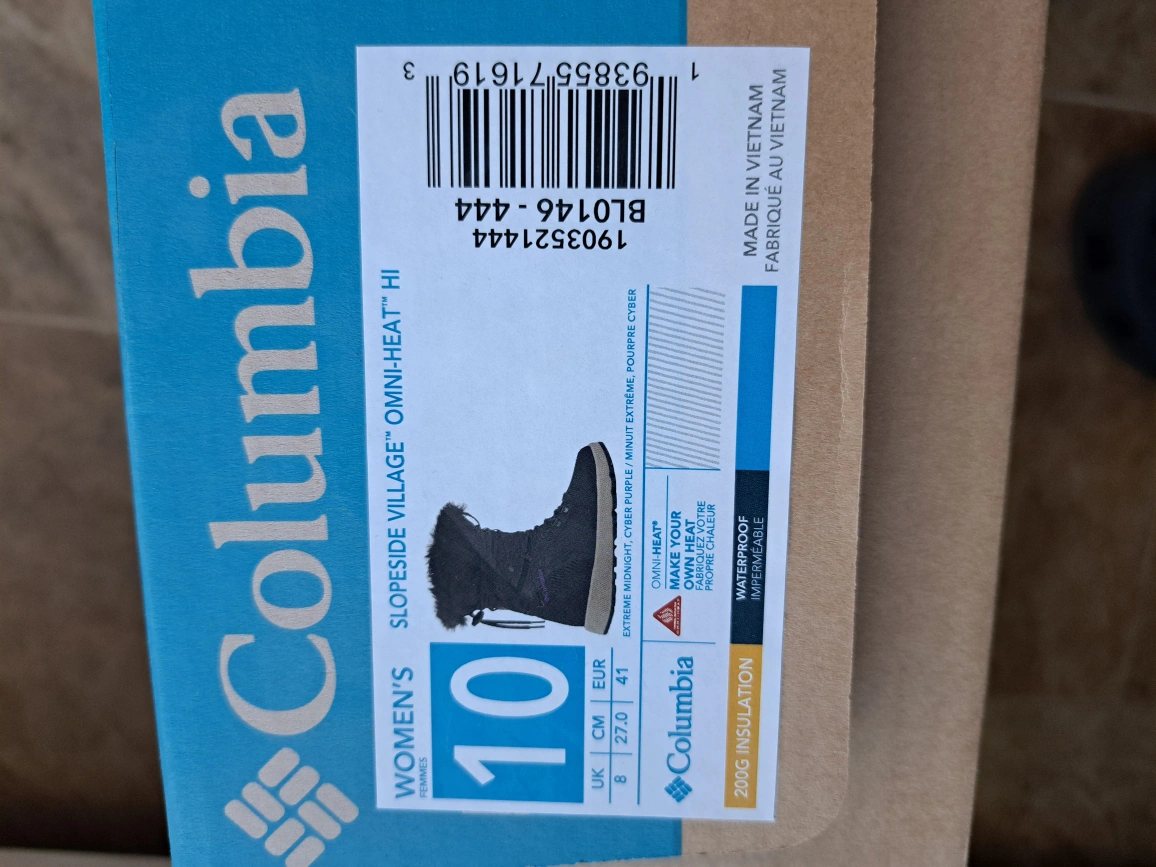 Columbia
WOMEN'S
FEMMES
SLOPESIDE VILLAGE™ OMNI-HEAT™ HI
10
UK | CM | EUR
8 | 27.0 | 41
EXTREME MIDNIGHT, CYBER PURPLE / MINUIT EXTRÊME, POURPRE CYBER
1903521444
BL0146 - 444
1 93855 71619 3
Columbia
OMNI-HEAT®
MAKE YOUR
OWN HEAT
FABRIQUEZ VOTRE
PROPRE CHALEUR
200G INSULATION
WATERPROOF
IMPERMÉABLE
MADE IN VIETNAM
FABRIQUÉ AU VIETNAM